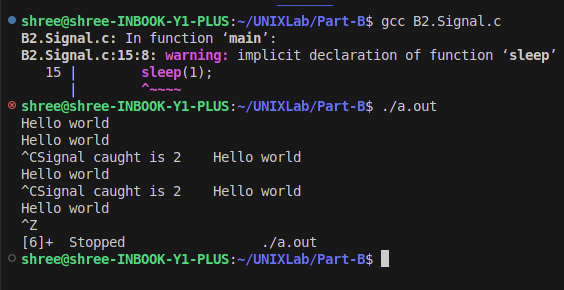 shree@shree-INBOOK-Y1-PLUS:~/UNIXLab/Part-B$ gcc B2.Signal.c
B2.Signal.c: In function ‘main’:
B2.Signal.c:15:8: warning: implicit declaration of function ‘sleep’
   15 |        sleep(1);
      |        ^~~~~
shree@shree-INBOOK-Y1-PLUS:~/UNIXLab/Part-B$ ./a.out
Hello world
Hello world
^CSignal caught is 2    Hello world
Hello world
^CSignal caught is 2    Hello world
Hello world
^Z
[6]+  Stopped                 ./a.out
shree@shree-INBOOK-Y1-PLUS:~/UNIXLab/Part-B$